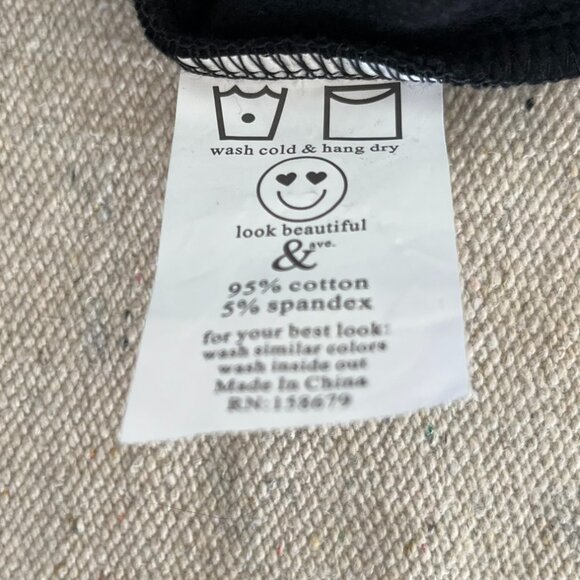 wash cold & hang dry
look beautiful
& ave.
95% cotton
5% spandex
for your best look:
wash similar colors
wash inside out
Made In China
RN:158679